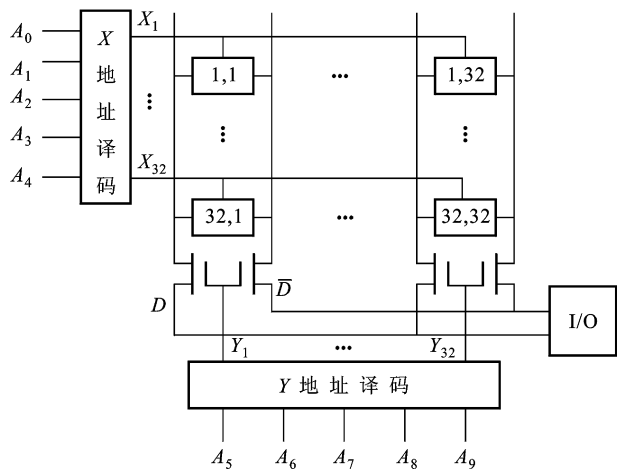 A₀
A₁
A₂
A₃
A₄
X
地
址
译
码
X₁
1,1
...
1,32
X₃₂
32,1
...
32,32
D
D̅
I/O
Y₁
...
Y₃₂
Y 地 址 译 码
A₅ A₆ A₇ A₈ A₉